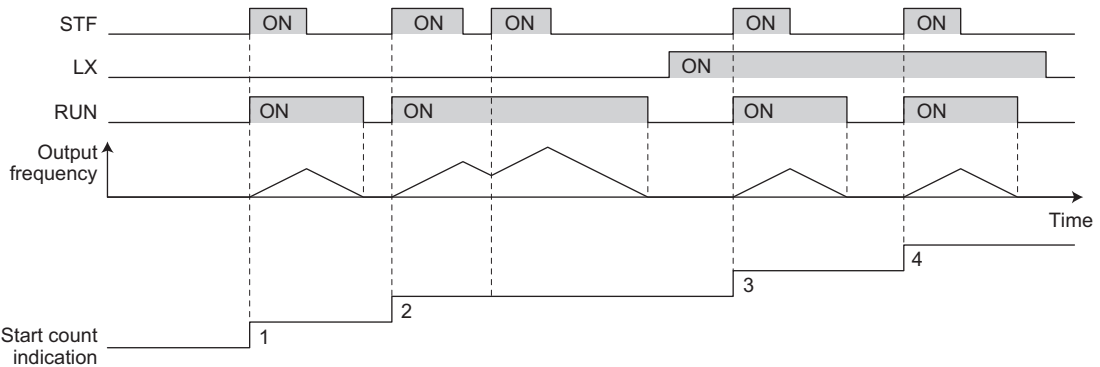 STF ON ON ON ON ON
LX ON
RUN ON ON ON ON
Output
frequency
Time
4
3
2
1
Start count
indication